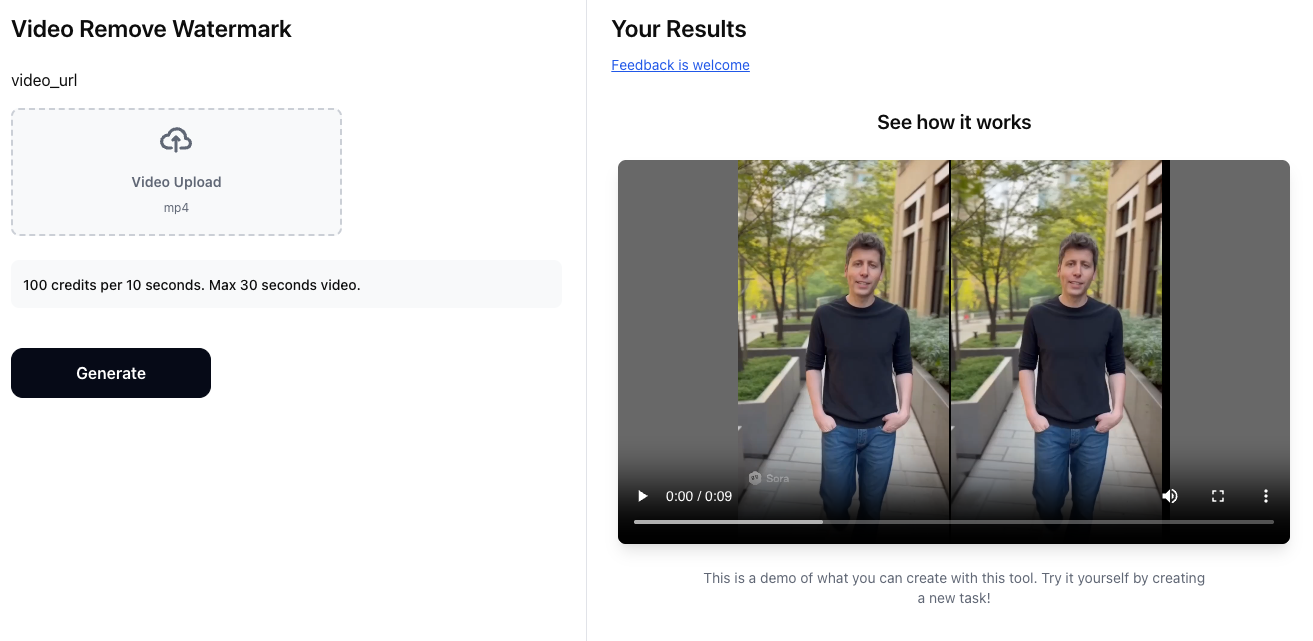 Video Remove Watermark
video_url
Video Upload
mp4
100 credits per 10 seconds. Max 30 seconds video.
Generate
Your Results
Feedback is welcome
See how it works
Sora
0:00 / 0:09
This is a demo of what you can create with this tool. Try it yourself by creating
a new task!